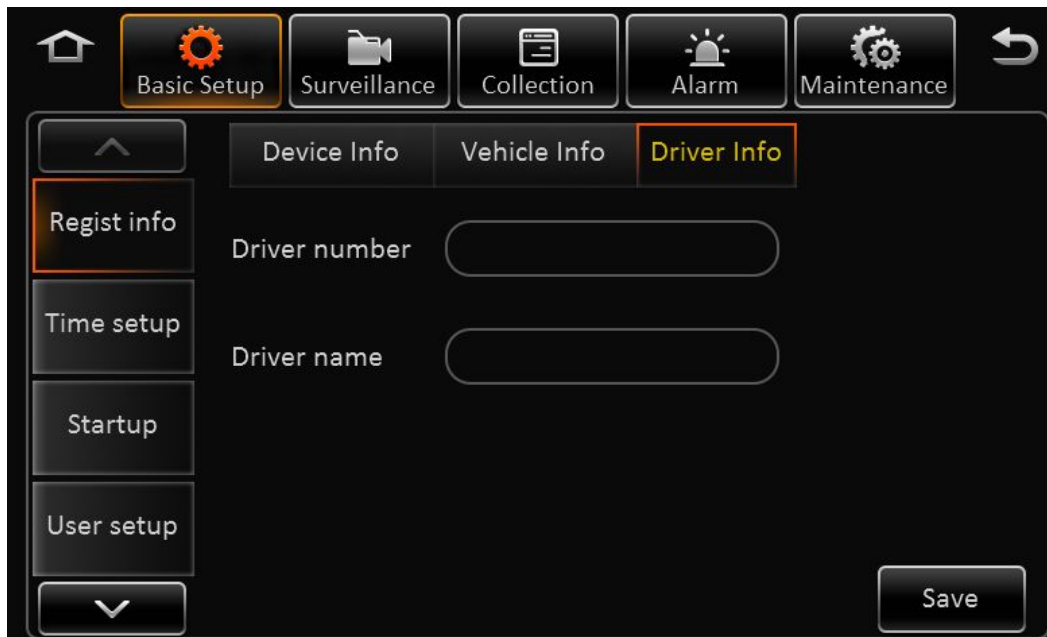 Basic Setup
Surveillance
Collection
Alarm
Maintenance
Device Info
Vehicle Info
Driver Info
Regist info
Driver number
Time setup
Driver name
Startup
User setup
Save